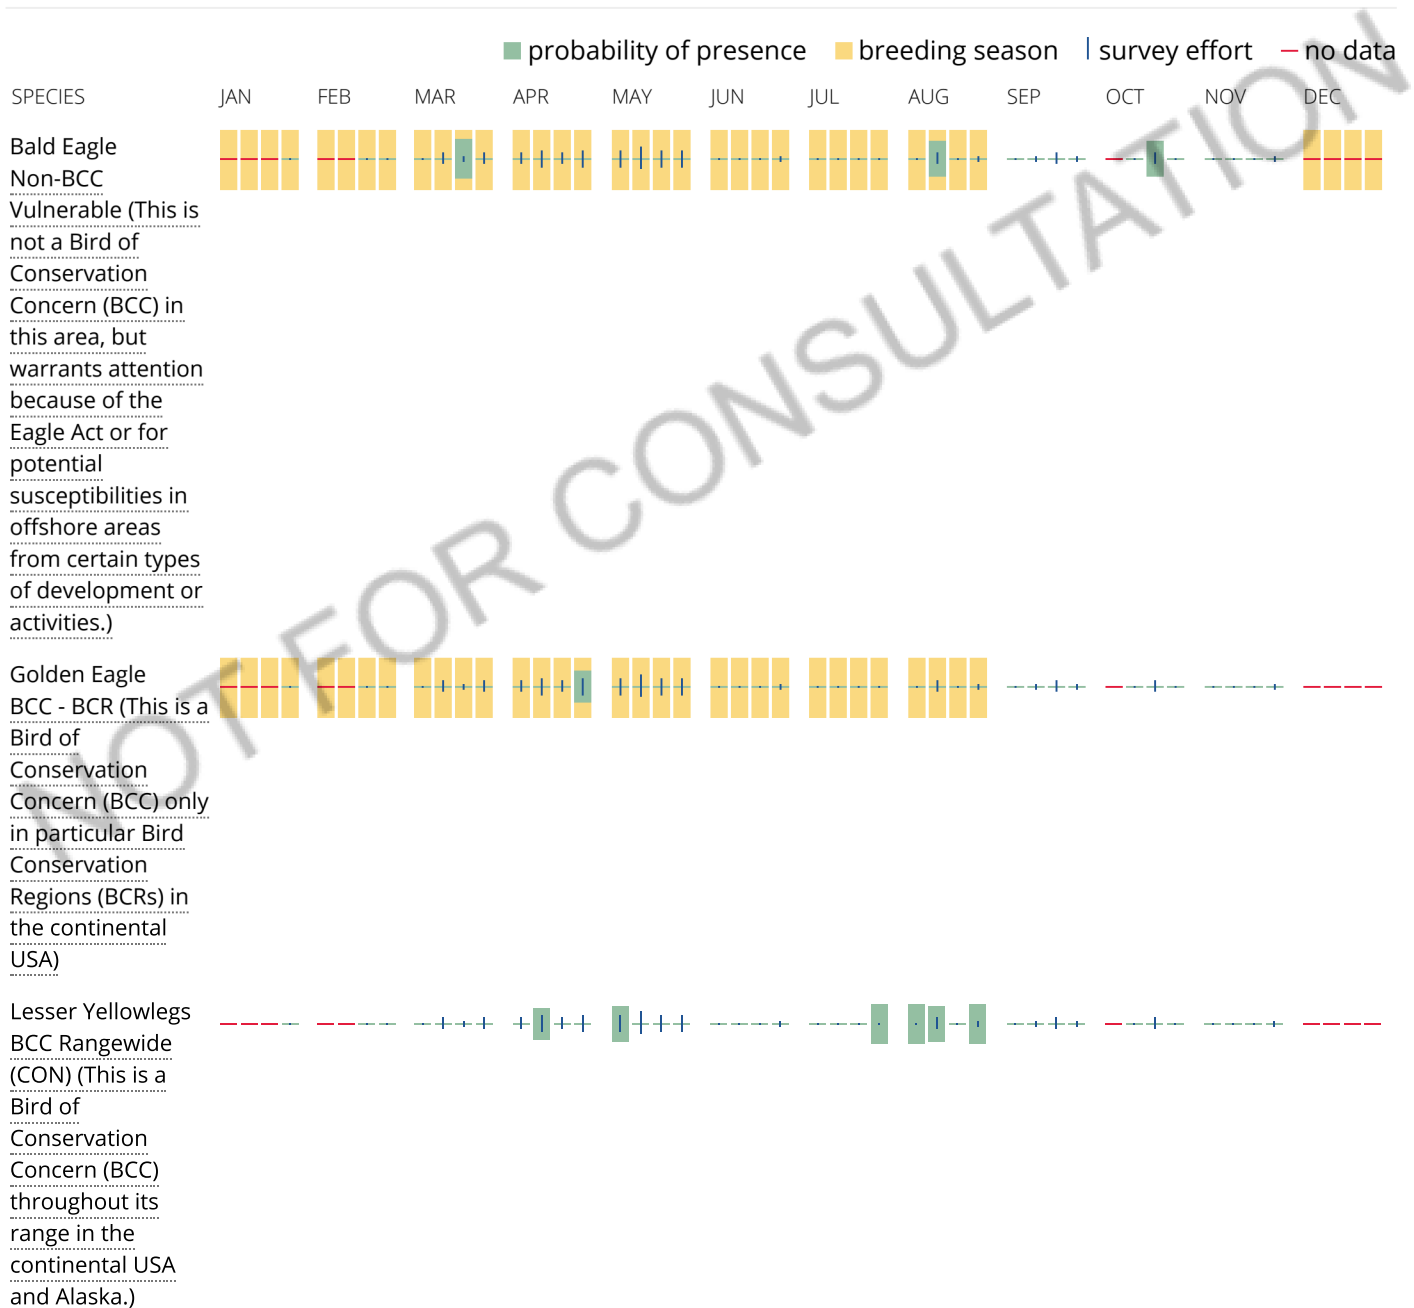 probability of presence breeding season survey effort no data
SPECIES JAN FEB MAR APR MAY JUN JUL AUG SEP OCT NOV DEC
Bald Eagle
Non-BCC
Vulnerable (This is
not a Bird of
Conservation
Concern (BCC) in
this area, but
warrants attention
because of the
Eagle Act or for
potential
susceptibilities in
offshore areas
from certain types
of development or
activities.)
Golden Eagle
BCC - BCR (This is a
Bird of
Conservation
Concern (BCC) only
in particular Bird
Conservation
Regions (BCRs) in
the continental
USA)
Lesser Yellowlegs
BCC Rangewide
(CON) (This is a
Bird of
Conservation
Concern (BCC)
throughout its
range in the
continental USA
and Alaska.)
NOT FOR CONSULTATION